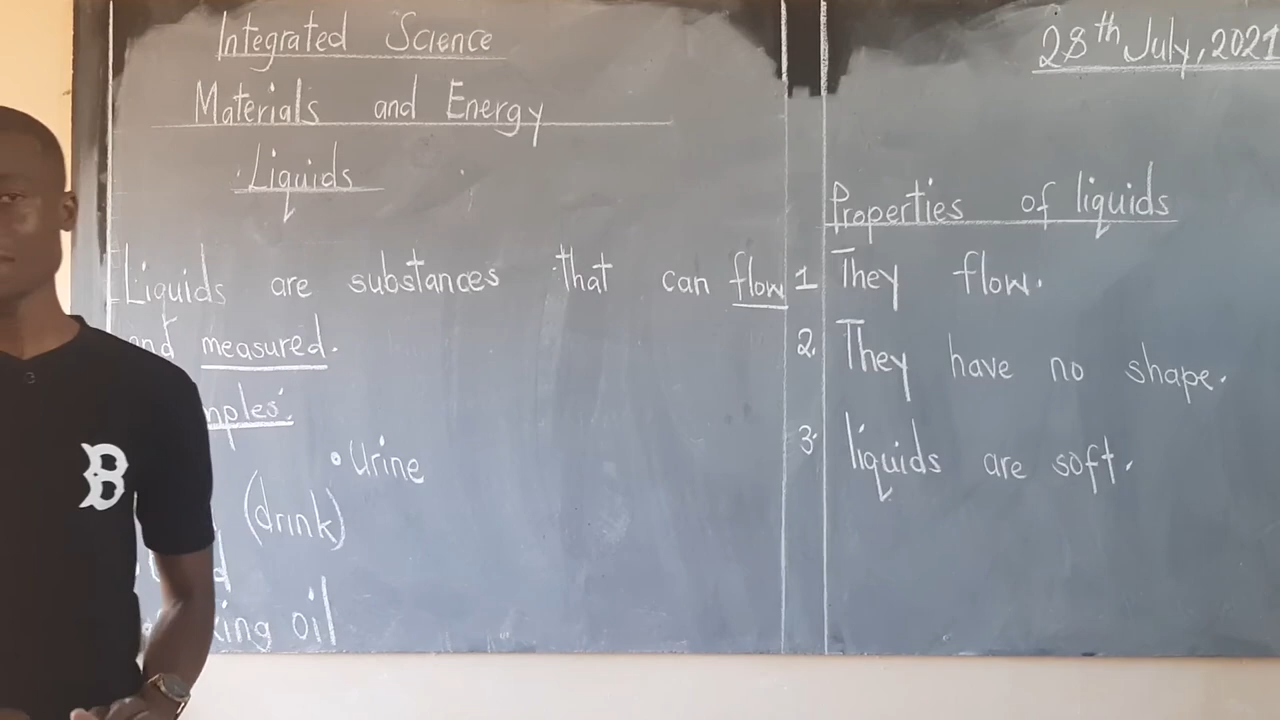 Integrated Science
Materials and Energy
Liquids
Liquids are substances that can flow
and measured.
• Urine
(drink)
oil
28th July, 2021
Properties of liquids
1 They flow.
2. They have no shape.
3. liquids are soft.
B